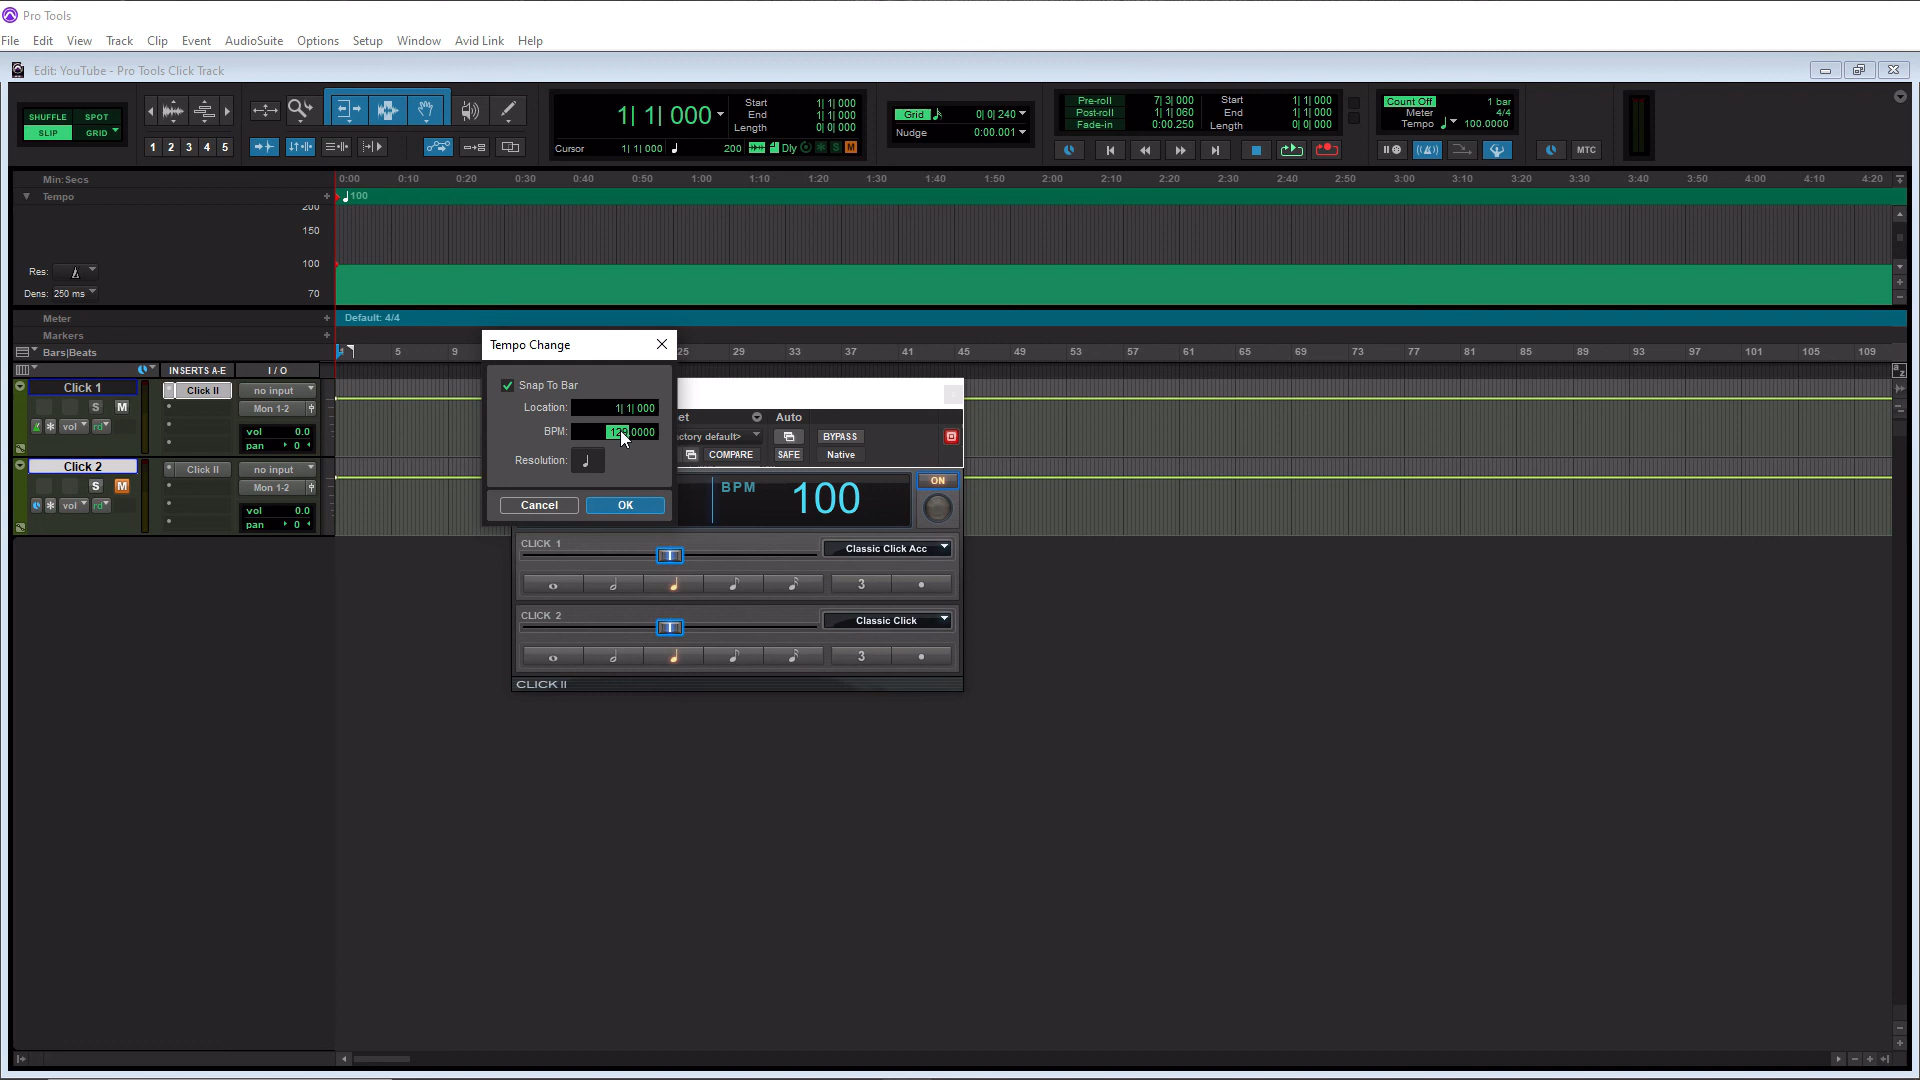 Pro Tools
File Edit View Track Clip Event AudioSuite Options Setup Window Avid Link Help
Edit: YouTube - Pro Tools Click Track
SHUFFLE SPOT
SLIP GRID
1 2 3 4 5
1| 1| 000
Start 1| 1| 000
End 1| 1| 000
Length 0| 0| 000
Cursor 1| 1| 000 200 Dly S M
Grid 0| 0| 240
Nudge 0:00.001
Pre-roll 7| 3| 000 Start 1| 1| 000
Post-roll 1| 1| 060 End 1| 1| 000
Fade-in 0:00.250 Length 0| 0| 000
Count Off 1 bar
Meter 4/4
Tempo 100.0000
MTC
Min:Secs 0:00 0:10 0:20 0:30 0:40 0:50 1:00 1:10 1:20 1:30 1:40 1:50 2:00 2:10 2:20 2:30 2:40 2:50 3:00 3:10 3:20 3:30 3:40 3:50 4:00 4:10 4:20
Tempo 100
200
150
100
70
Res:
Dens: 250 ms
Meter Default: 4/4
Markers
Bars|Beats 5 9 25 29 33 37 41 45 49 53 57 61 65 69 73 77 81 85 89 93 97 101 105 109
INSERTS A-E I / O
Click 1 Click II no input
S M Mon 1-2
vol rd vol 0.0
pan 0
Click 2 Click II no input
S M Mon 1-2
vol rd vol 0.0
pan 0
a z
Tempo Change
Snap To Bar
Location: 1| 1| 000
BPM: .0000
Resolution:
Cancel OK
et Auto
actory default> BYPASS
COMPARE SAFE Native
BPM 100 ON
CLICK 1 Classic Click Acc
3
CLICK 2 Classic Click
3
CLICK II